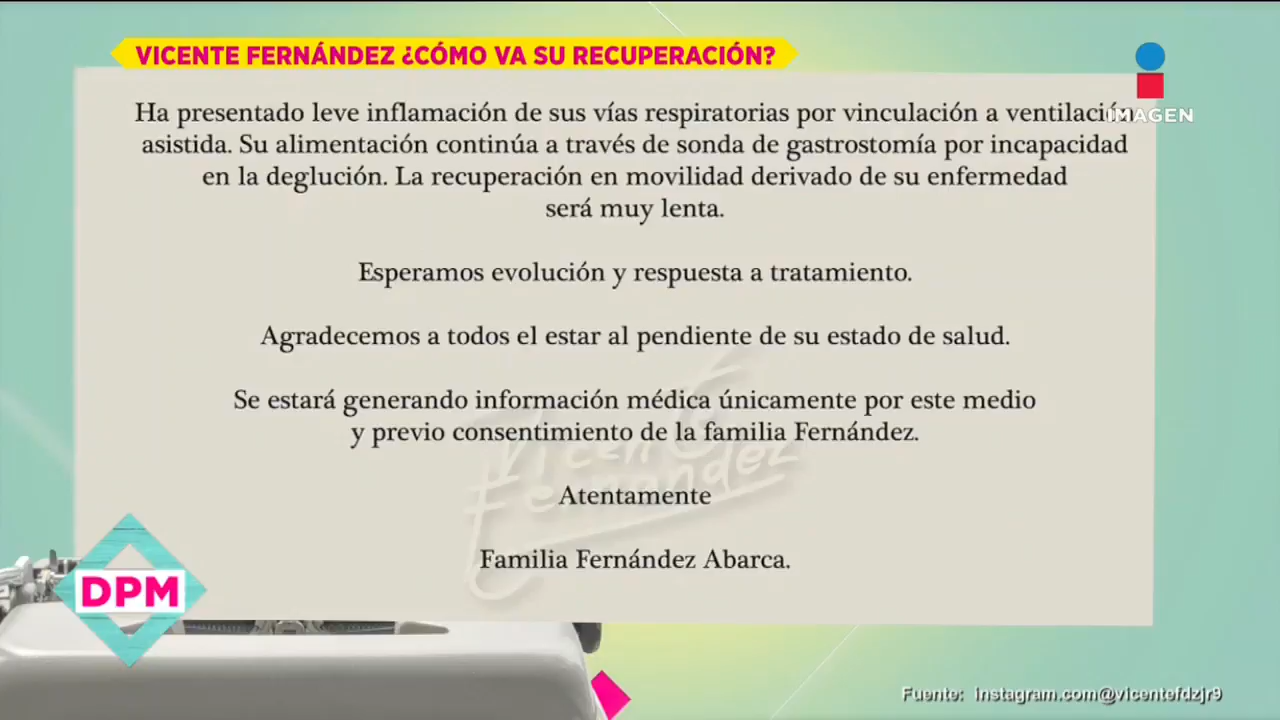 VICENTE FERNÁNDEZ ¿CÓMO VA SU RECUPERACIÓN?
IMAGEN
Ha presentado leve inflamación de sus vías respiratorias por vinculación a ventilación
asistida. Su alimentación continúa a través de sonda de gastrostomía por incapacidad
en la deglución. La recuperación en movilidad derivado de su enfermedad
será muy lenta.
Esperamos evolución y respuesta a tratamiento.
Agradecemos a todos el estar al pendiente de su estado de salud.
Se estará generando información médica únicamente por este medio
y previo consentimiento de la familia Fernández.
Vicente
Fernández
Atentamente
Familia Fernández Abarca.
DPM
Fuente: instagram.com@vicentefdzjr9